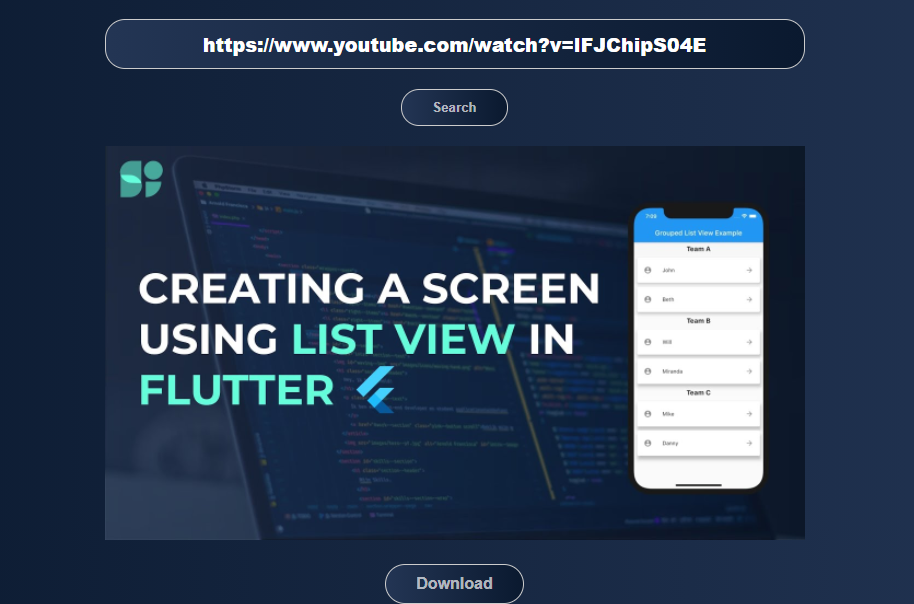 https://www.youtube.com/watch?v=IFJChipS04E
Search
CREATING A SCREEN
USING LIST VIEW IN
FLUTTER
7:09
Grouped List View Example
Team A
John
Beth
Team B
Will
Miranda
Team C
Mike
Danny
Download